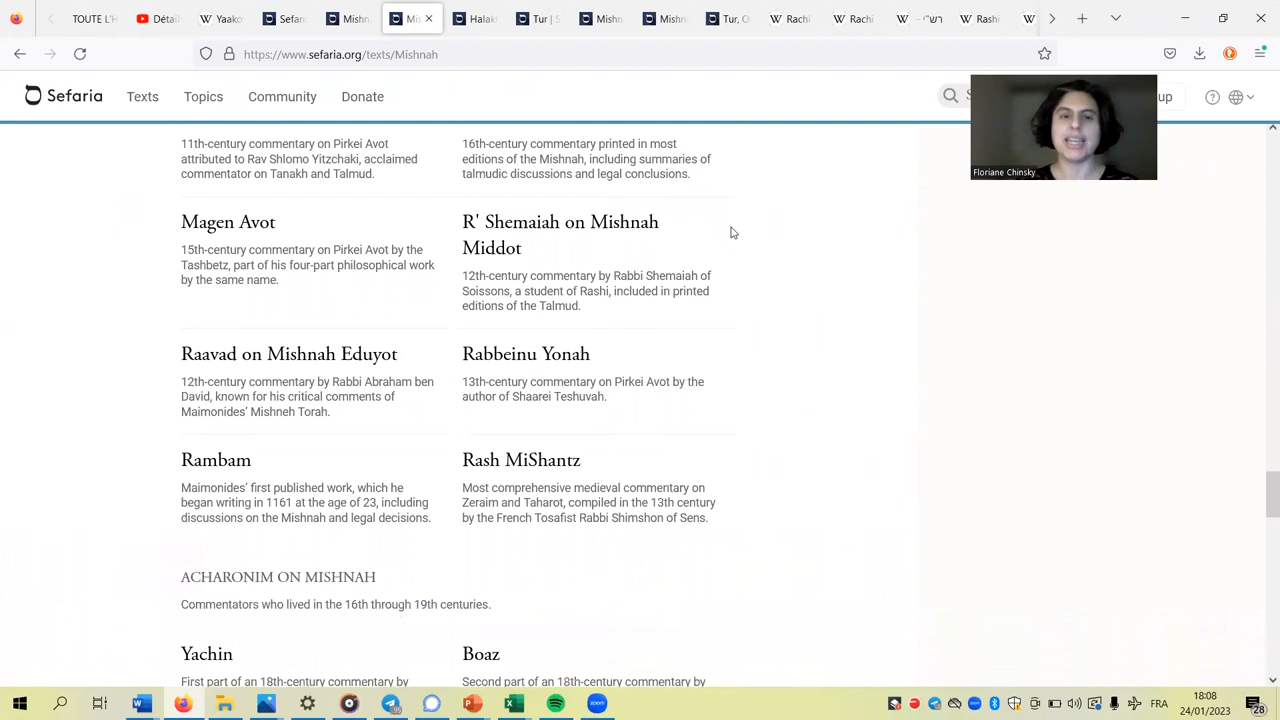 TOUTE L'H
Détail
Yaako
Sefari
Mishn
Mis
Halak
Tur | S
Mishn
Mishn
Tur, O
Rachi
Rachi
רש"י –
Rachi
https://www.sefaria.org/texts/Mishnah
Sefaria
Texts
Topics
Community
Donate
up
Floriane Chinsky
11th-century commentary on Pirkei Avot
attributed to Rav Shlomo Yitzchaki, acclaimed
commentator on Tanakh and Talmud.
16th-century commentary printed in most
editions of the Mishnah, including summaries of
talmudic discussions and legal conclusions.
Magen Avot
15th-century commentary on Pirkei Avot by the
Tashbetz, part of his four-part philosophical work
by the same name.
R' Shemaiah on Mishnah
Middot
12th-century commentary by Rabbi Shemaiah of
Soissons, a student of Rashi, included in printed
editions of the Talmud.
Raavad on Mishnah Eduyot
12th-century commentary by Rabbi Abraham ben
David, known for his critical comments of
Maimonides’ Mishneh Torah.
Rabbeinu Yonah
13th-century commentary on Pirkei Avot by the
author of Shaarei Teshuvah.
Rambam
Maimonides’ first published work, which he
began writing in 1161 at the age of 23, including
discussions on the Mishnah and legal decisions.
Rash MiShantz
Most comprehensive medieval commentary on
Zeraim and Taharot, compiled in the 13th century
by the French Tosafist Rabbi Shimshon of Sens.
ACHARONIM ON MISHNAH
Commentators who lived in the 16th through 19th centuries.
Yachin
First part of an 18th-century commentary by
Boaz
Second part of an 18th-century commentary by
FRA
18:08
24/01/2023
28